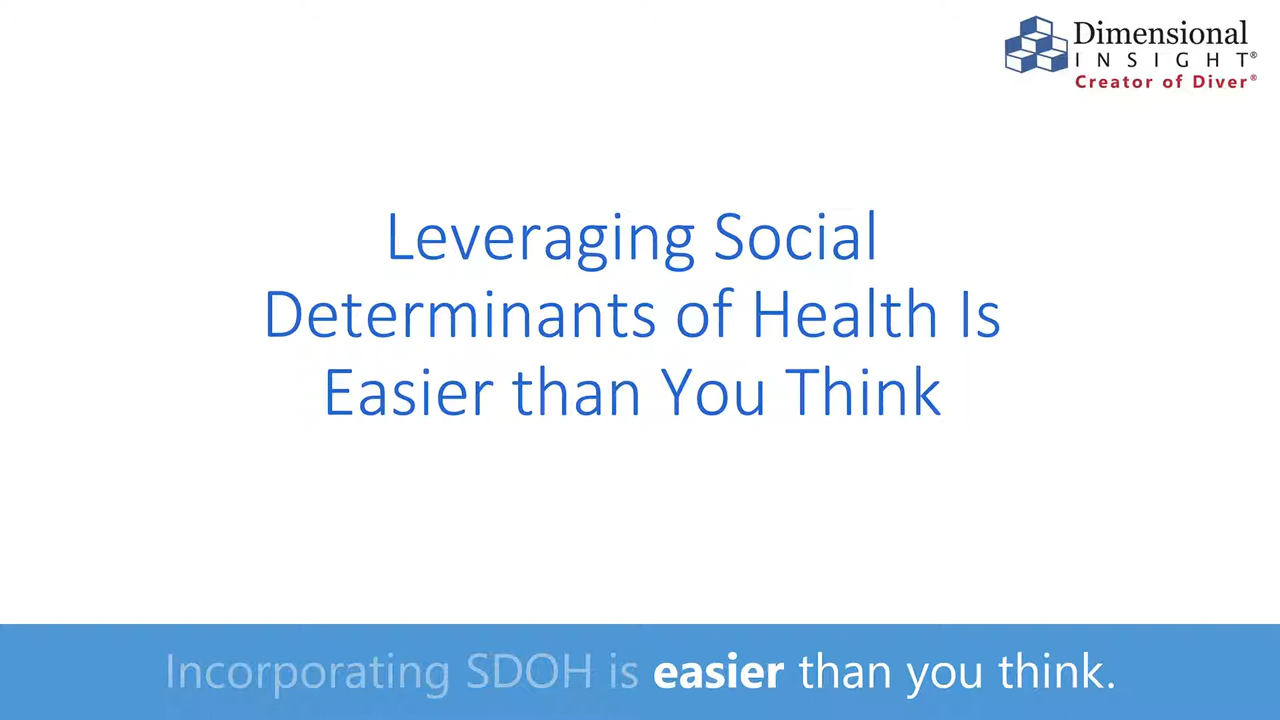 Dimensional
INSIGHT®
Creator of Diver®
Leveraging Social
Determinants of Health Is
Easier than You Think
Incorporating SDOH is easier than you think.